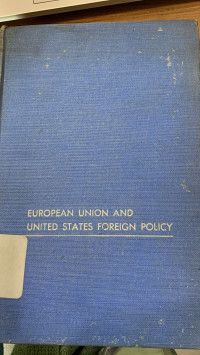 EUROPEAN UNION AND
UNITED STATES FOREIGN POLICY